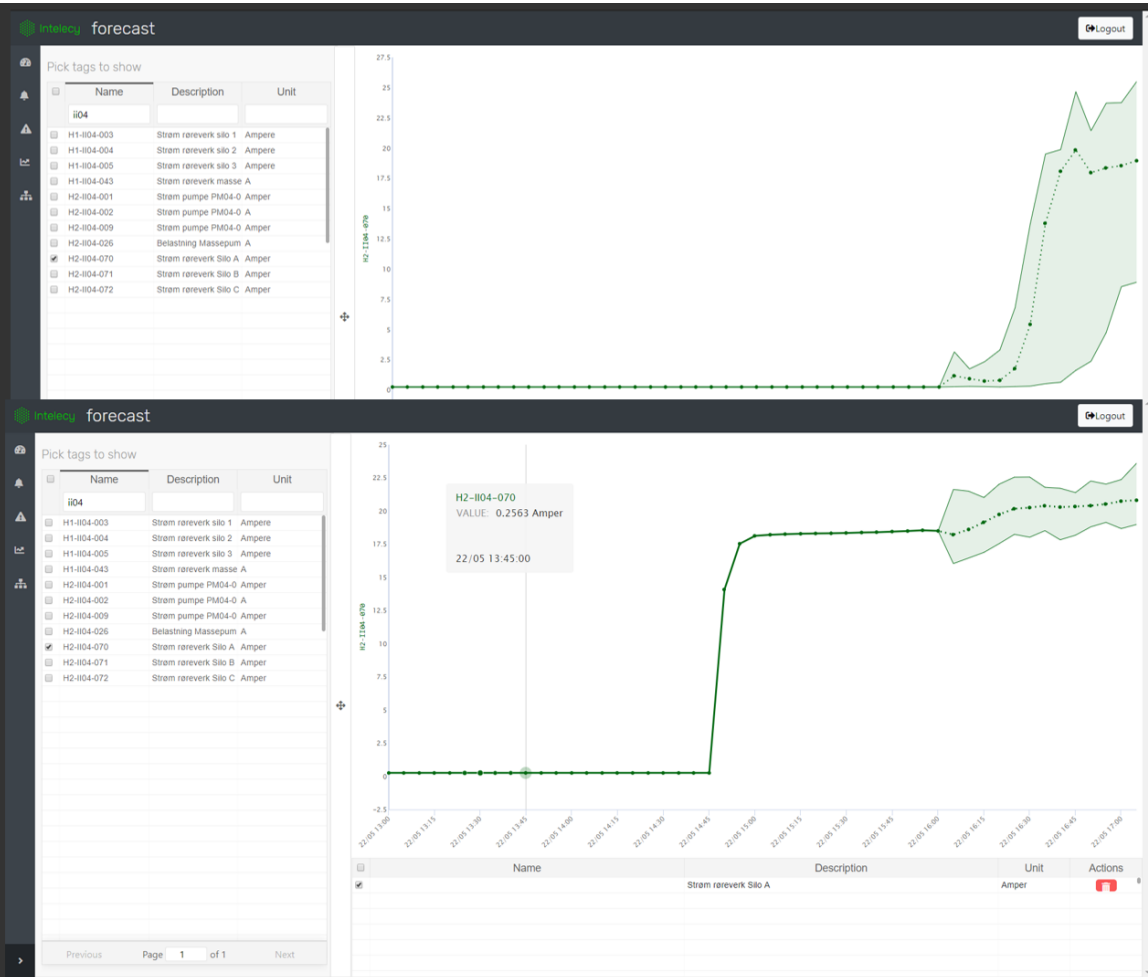 Intelecy forecast
Logout
Pick tags to show
Name Description Unit
ii04
H1-II04-003 Strøm røreverk silo 1 Ampere
H1-II04-004 Strøm røreverk silo 2 Ampere
H1-II04-005 Strøm røreverk silo 3 Ampere
H1-II04-043 Strøm røreverk masse A
H2-II04-001 Strøm pumpe PM04-0 Amper
H2-II04-002 Strøm pumpe PM04-0 A
H2-II04-009 Strøm pumpe PM04-0 Amper
H2-II04-026 Belastning Massepum A
H2-II04-070 Strøm røreverk Silo A Amper
H2-II04-071 Strøm røreverk Silo B Amper
H2-II04-072 Strøm røreverk Silo C Amper
27.5
25
22.5
20
17.5
15
12.5
10
7.5
5
2.5
0
H2-II04-070
Intelecy forecast
Logout
Pick tags to show
Name Description Unit
ii04
H1-II04-003 Strøm røreverk silo 1 Ampere
H1-II04-004 Strøm røreverk silo 2 Ampere
H1-II04-005 Strøm røreverk silo 3 Ampere
H1-II04-043 Strøm røreverk masse A
H2-II04-001 Strøm pumpe PM04-0 Amper
H2-II04-002 Strøm pumpe PM04-0 A
H2-II04-009 Strøm pumpe PM04-0 Amper
H2-II04-026 Belastning Massepum A
H2-II04-070 Strøm røreverk Silo A Amper
H2-II04-071 Strøm røreverk Silo B Amper
H2-II04-072 Strøm røreverk Silo C Amper
Previous Page 1 of 1 Next
25
22.5
20
17.5
15
12.5
10
7.5
5
2.5
0
-2.5
H2-II04-070
H2-II04-070
VALUE: 0.2563 Amper
22/05 13:45:00
22/05 13:00 22/05 13:15 22/05 13:30 22/05 13:45 22/05 14:00 22/05 14:15 22/05 14:30 22/05 14:45 22/05 15:00 22/05 15:15 22/05 15:30 22/05 15:45 22/05 16:00 22/05 16:15 22/05 16:30 22/05 16:45 22/05 17:00
Name Description Unit Actions
Strøm røreverk Silo A Amper